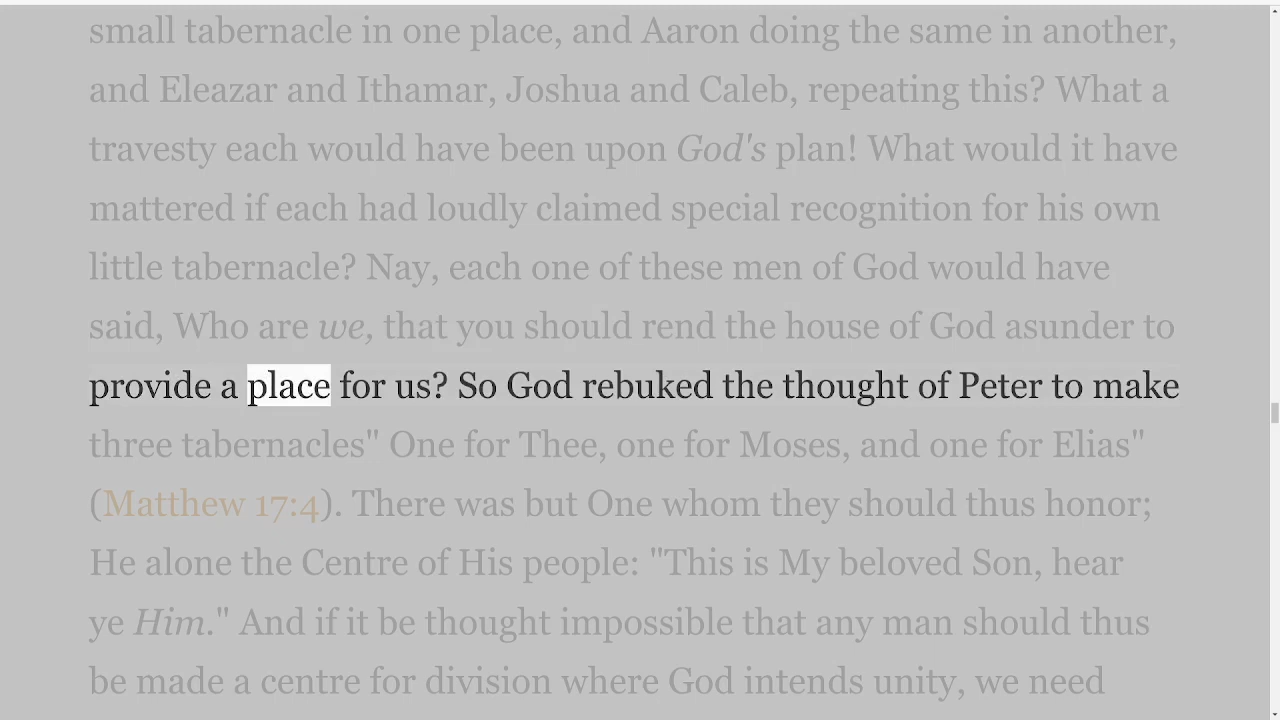 small tabernacle in one place, and Aaron doing the same in another,
and Eleazar and Ithamar, Joshua and Caleb, repeating this? What a
travesty each would have been upon God's plan! What would it have
mattered if each had loudly claimed special recognition for his own
little tabernacle? Nay, each one of these men of God would have
said, Who are we, that you should rend the house of God asunder to
provide a place for us? So God rebuked the thought of Peter to make
three tabernacles" One for Thee, one for Moses, and one for Elias"
(Matthew 17:4). There was but One whom they should thus honor;
He alone the Centre of His people: "This is My beloved Son, hear
ye Him." And if it be thought impossible that any man should thus
be made a centre for division where God intends unity, we need